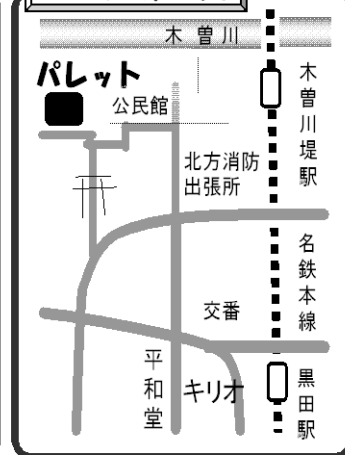 木曽川
パレット
公民館
木曽川堤駅
北方消防
出張所
名鉄本線
交番
平和堂
キリオ
黒田駅